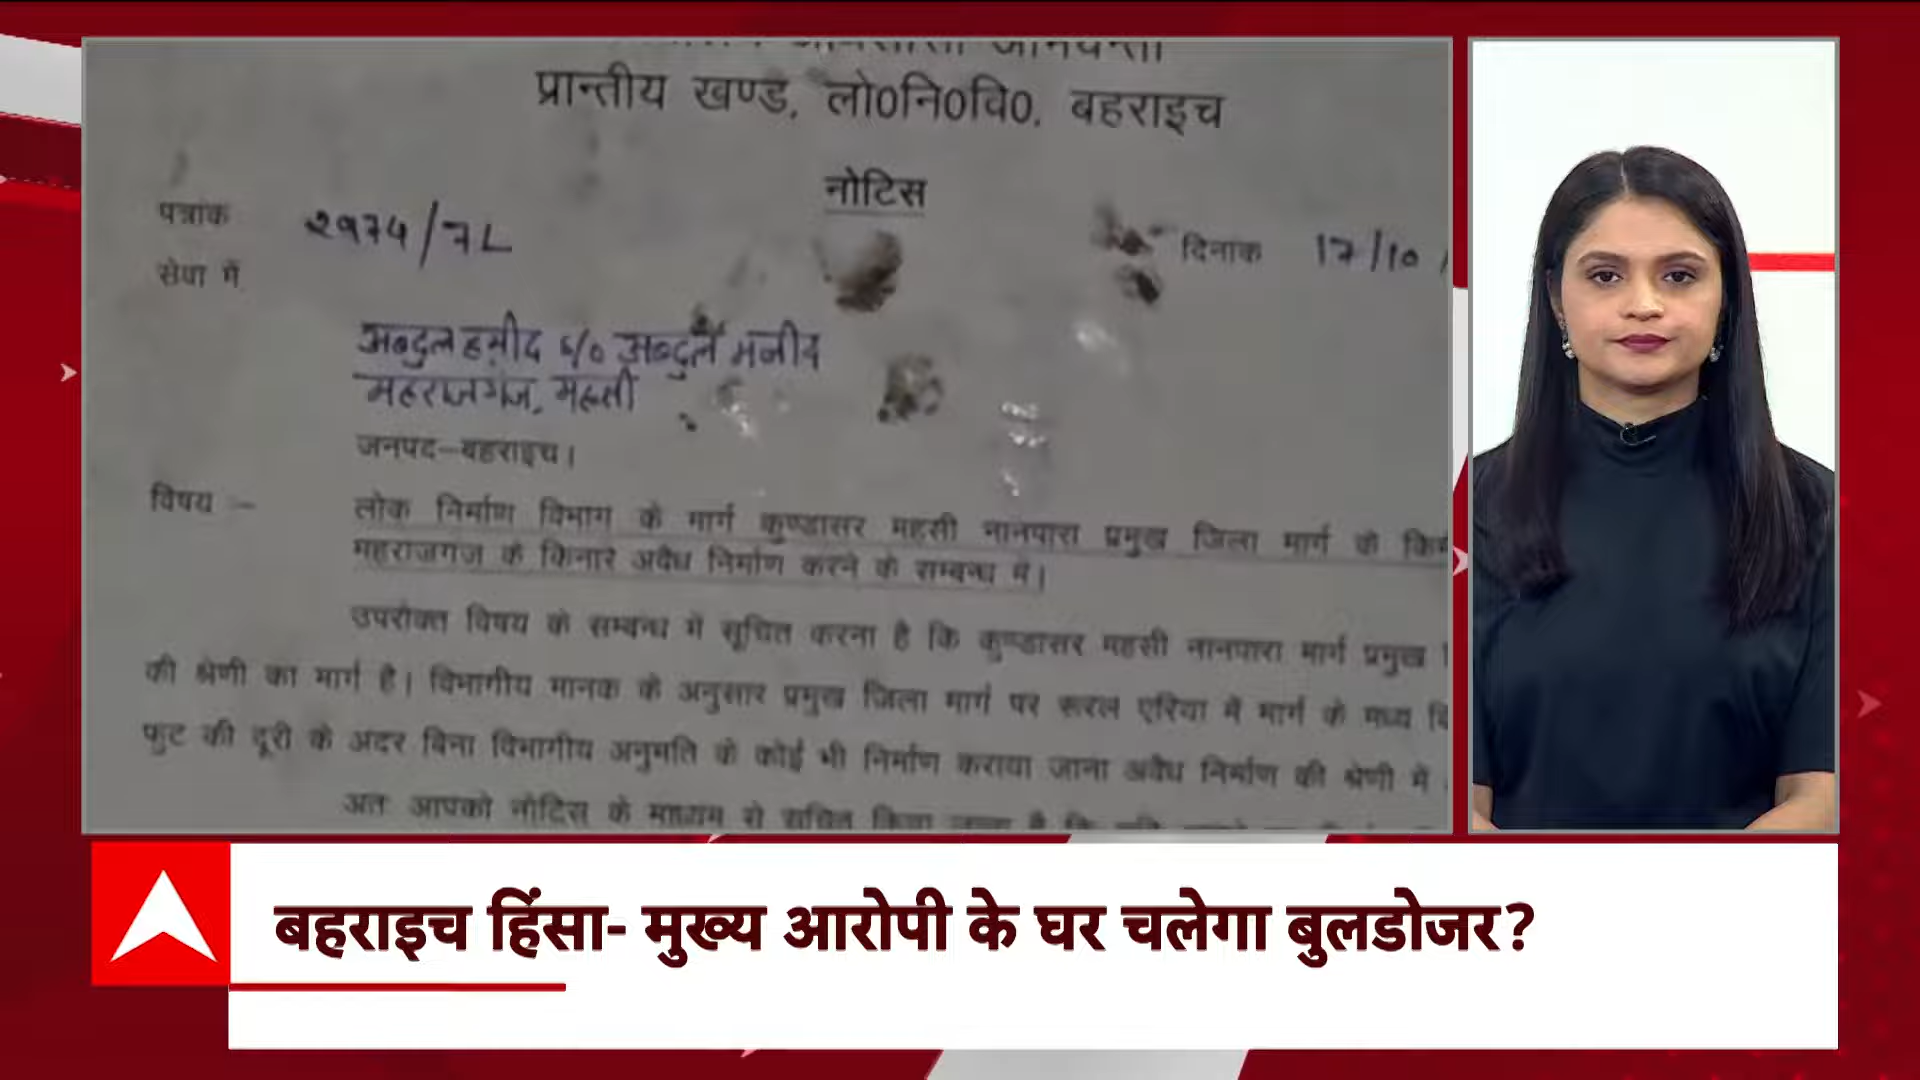 प्रान्तीय खण्ड, लो0नि0वि0, बहराइच
नोटिस
पत्रांक २१७५/7L दिनांक 17/10/
सेवा में
अब्दुल हमीद S/o अब्दुल मजीद
महराजगंज, महसी
जनपद–बहराइच।
विषय :– लोक निर्माण विभाग के मार्ग कुण्डासर महसी नानपारा प्रमुख जिला मार्ग के
महराजगंज के किनारे अवैध निर्माण करने के सम्बन्ध में।
उपरोक्त विषय के सम्बन्ध में सूचित करना है कि कुण्डासर महसी नानपारा मार्ग प्रमुख
की श्रेणी का मार्ग है। विभागीय मानक के अनुसार प्रमुख जिला मार्ग पर रूरल एरिया में मार्ग के मध्य
फुट की दूरी के अंदर बिना विभागीय अनुमति के कोई भी निर्माण कराया जाना अवैध निर्माण की श्रेणी में
अत आपको नोटिस के माध्यम से सूचित किया जाता है कि
बहराइच हिंसा- मुख्य आरोपी के घर चलेगा बुलडोजर?